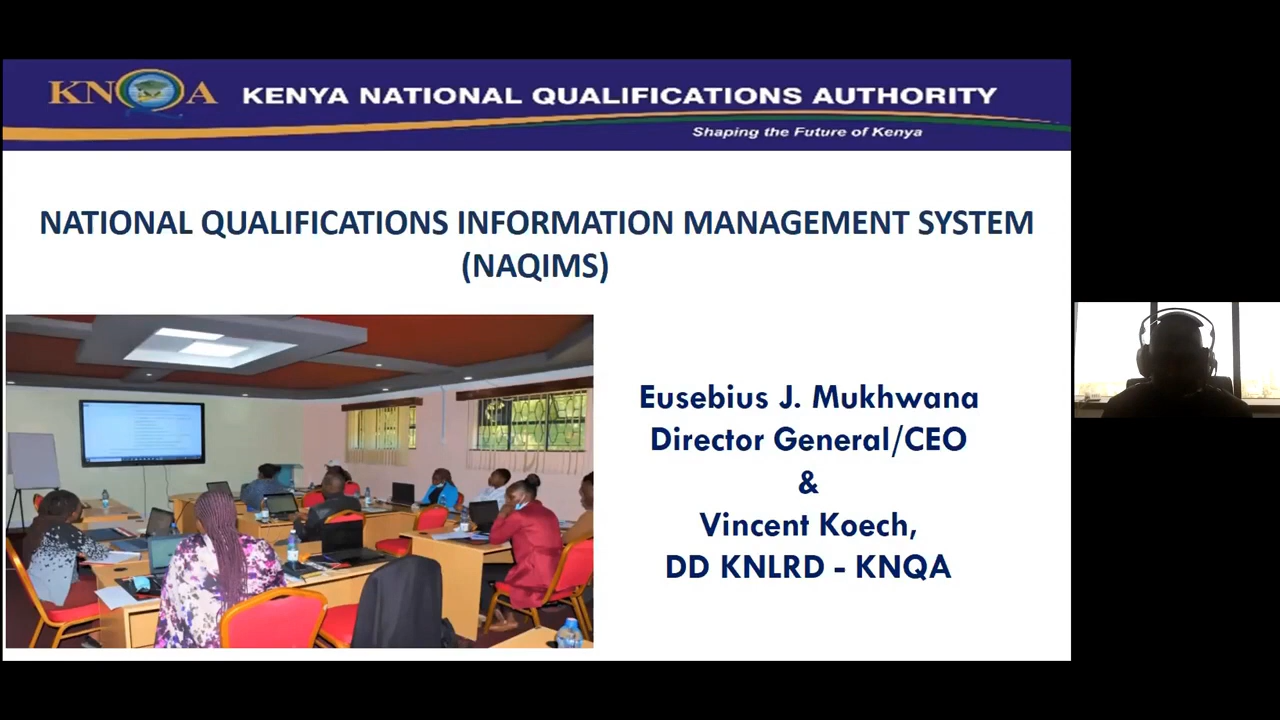 KNQA KENYA NATIONAL QUALIFICATIONS AUTHORITY
Shaping the Future of Kenya
NATIONAL QUALIFICATIONS INFORMATION MANAGEMENT SYSTEM
(NAQIMS)
Eusebius J. Mukhwana
Director General/CEO
&
Vincent Koech,
DD KNLRD - KNQA